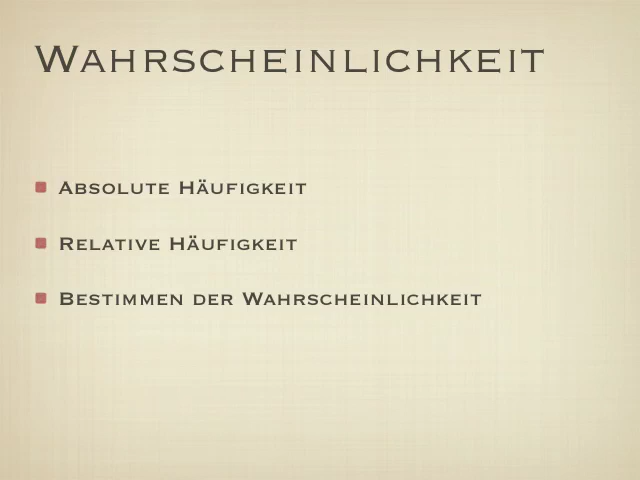 Wahrscheinlichkeit
Absolute Häufigkeit
Relative Häufigkeit
Bestimmen der Wahrscheinlichkeit